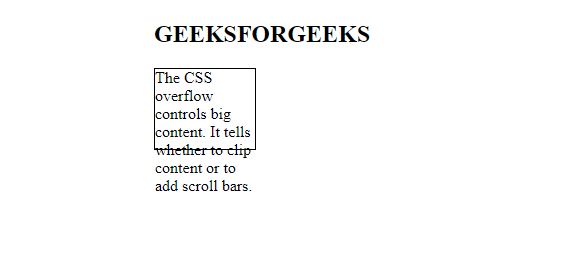 GEEKSFORGEEKS
The CSS
overflow
controls big
content. It tells
whether to clip
content or to
add scroll bars.